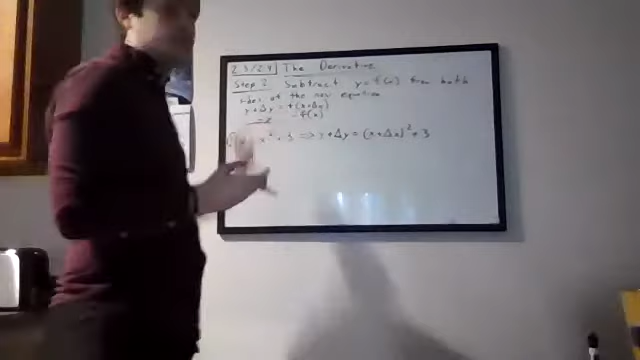 2.3/2.4 The Derivative
Step 2 Subtract y = f(x) from both
sides of the new equation
y + Δy = f(x+Δx)
- f(x)
x² + 3 ⇒ y + Δy = (x + Δx)² + 3